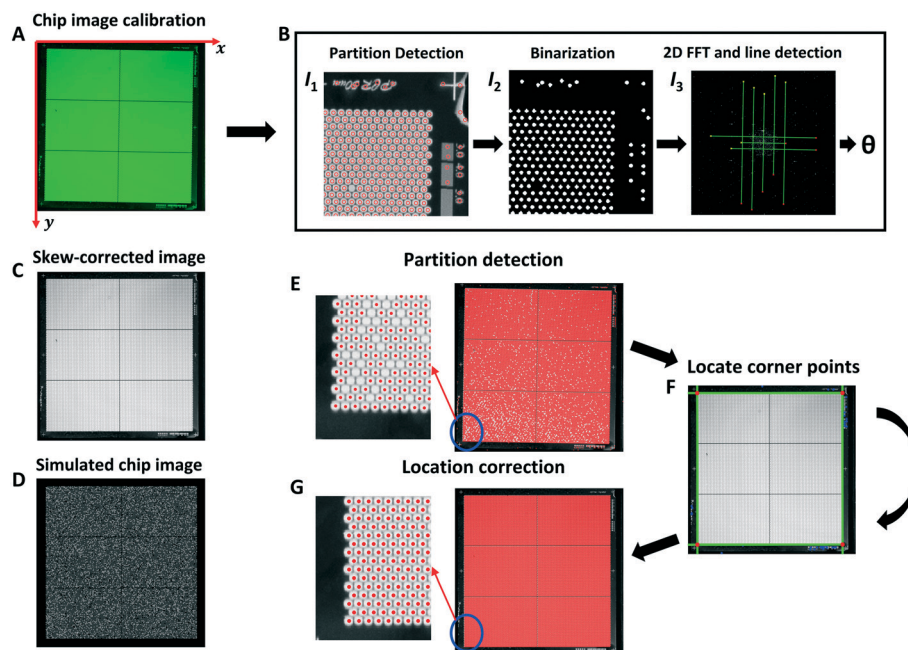 Chip image calibration
A
x
y
B
Partition Detection
Binarization
2D FFT and line detection
I1
I2
I3
θ
Skew-corrected image
C
Partition detection
E
Locate corner points
F
Simulated chip image
D
Location correction
G